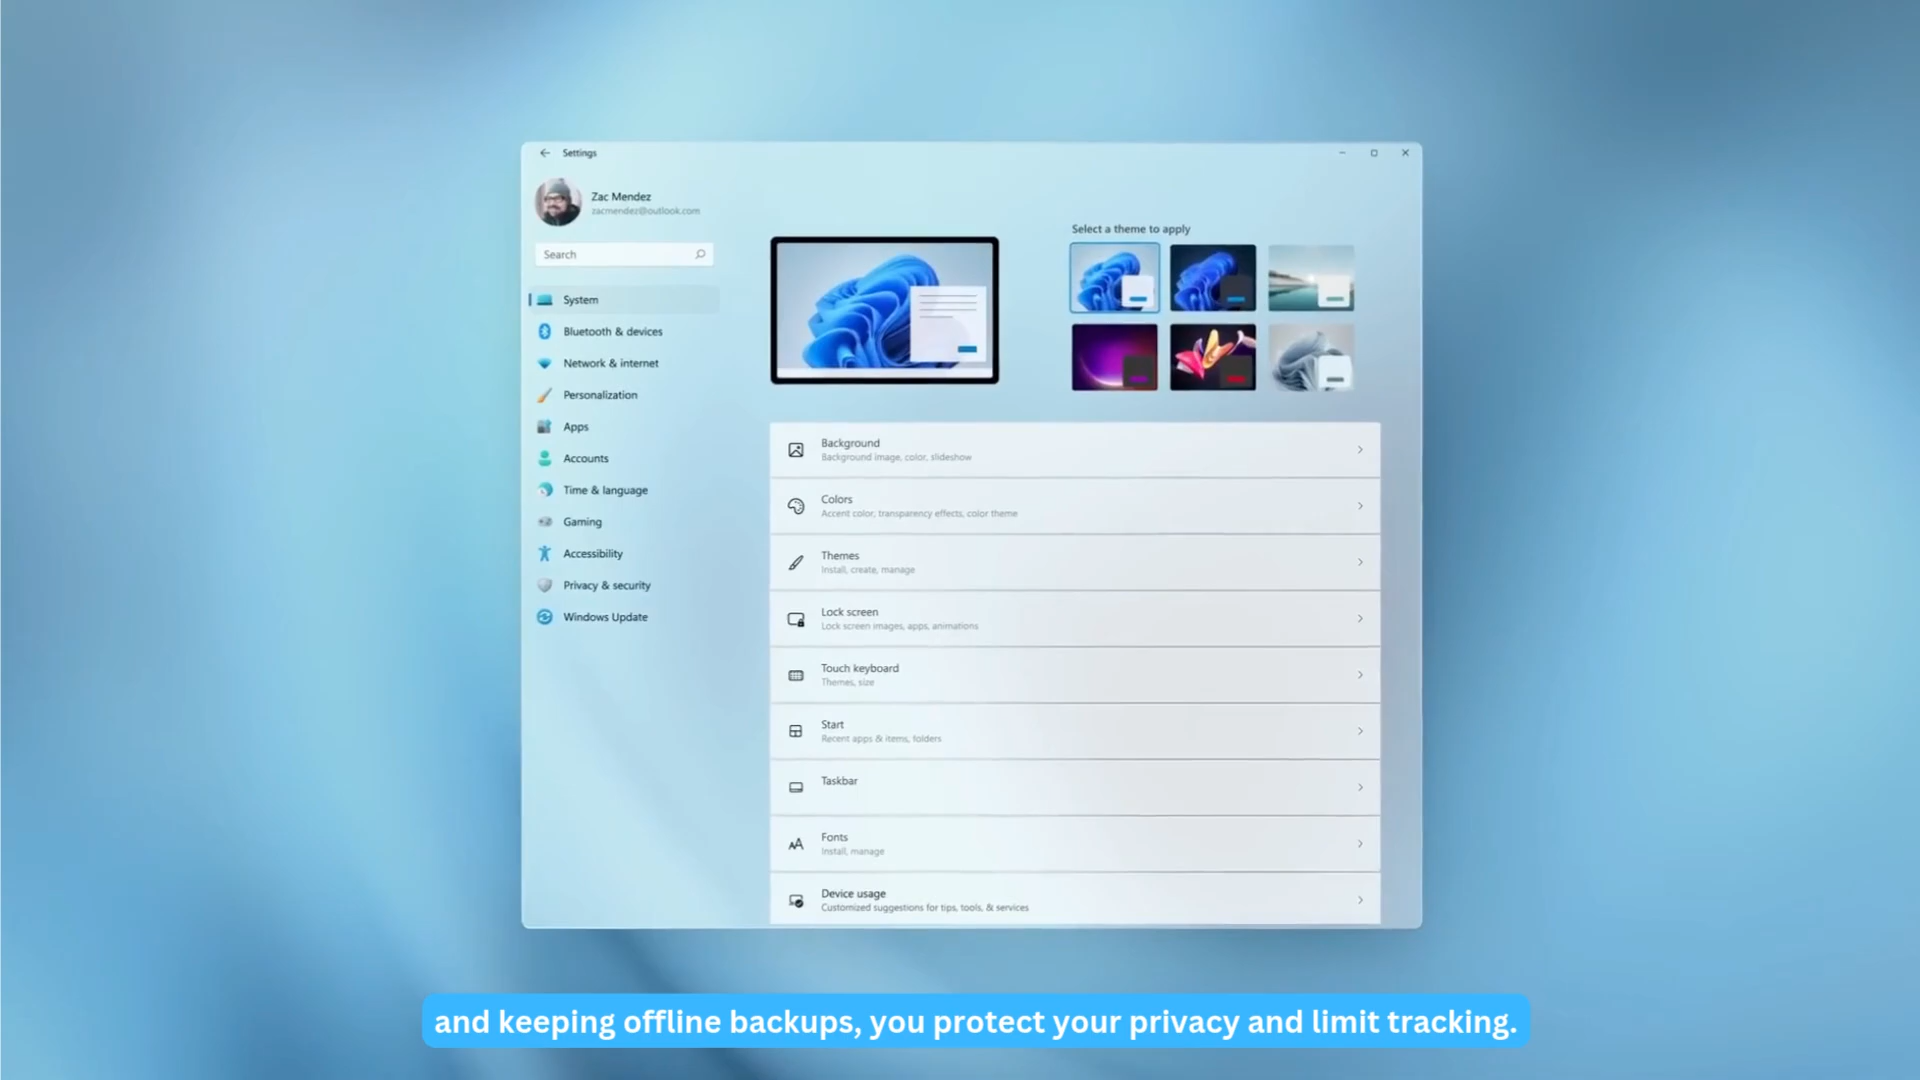 Settings
Zac Mendez
zacmendez@outlook.com
Search
System
Bluetooth & devices
Network & internet
Personalization
Apps
Accounts
Time & language
Gaming
Accessibility
Privacy & security
Windows Update
Select a theme to apply
Background
Background image, color, slideshow
Colors
Accent color, transparency effects, color theme
Themes
Install, create, manage
Lock screen
Lock screen images, apps, animations
Touch keyboard
Themes, size
Start
Recent apps & items, folders
Taskbar
Fonts
Install, manage
Device usage
Customized suggestions for tips, tools, & services
and keeping offline backups, you protect your privacy and limit tracking.